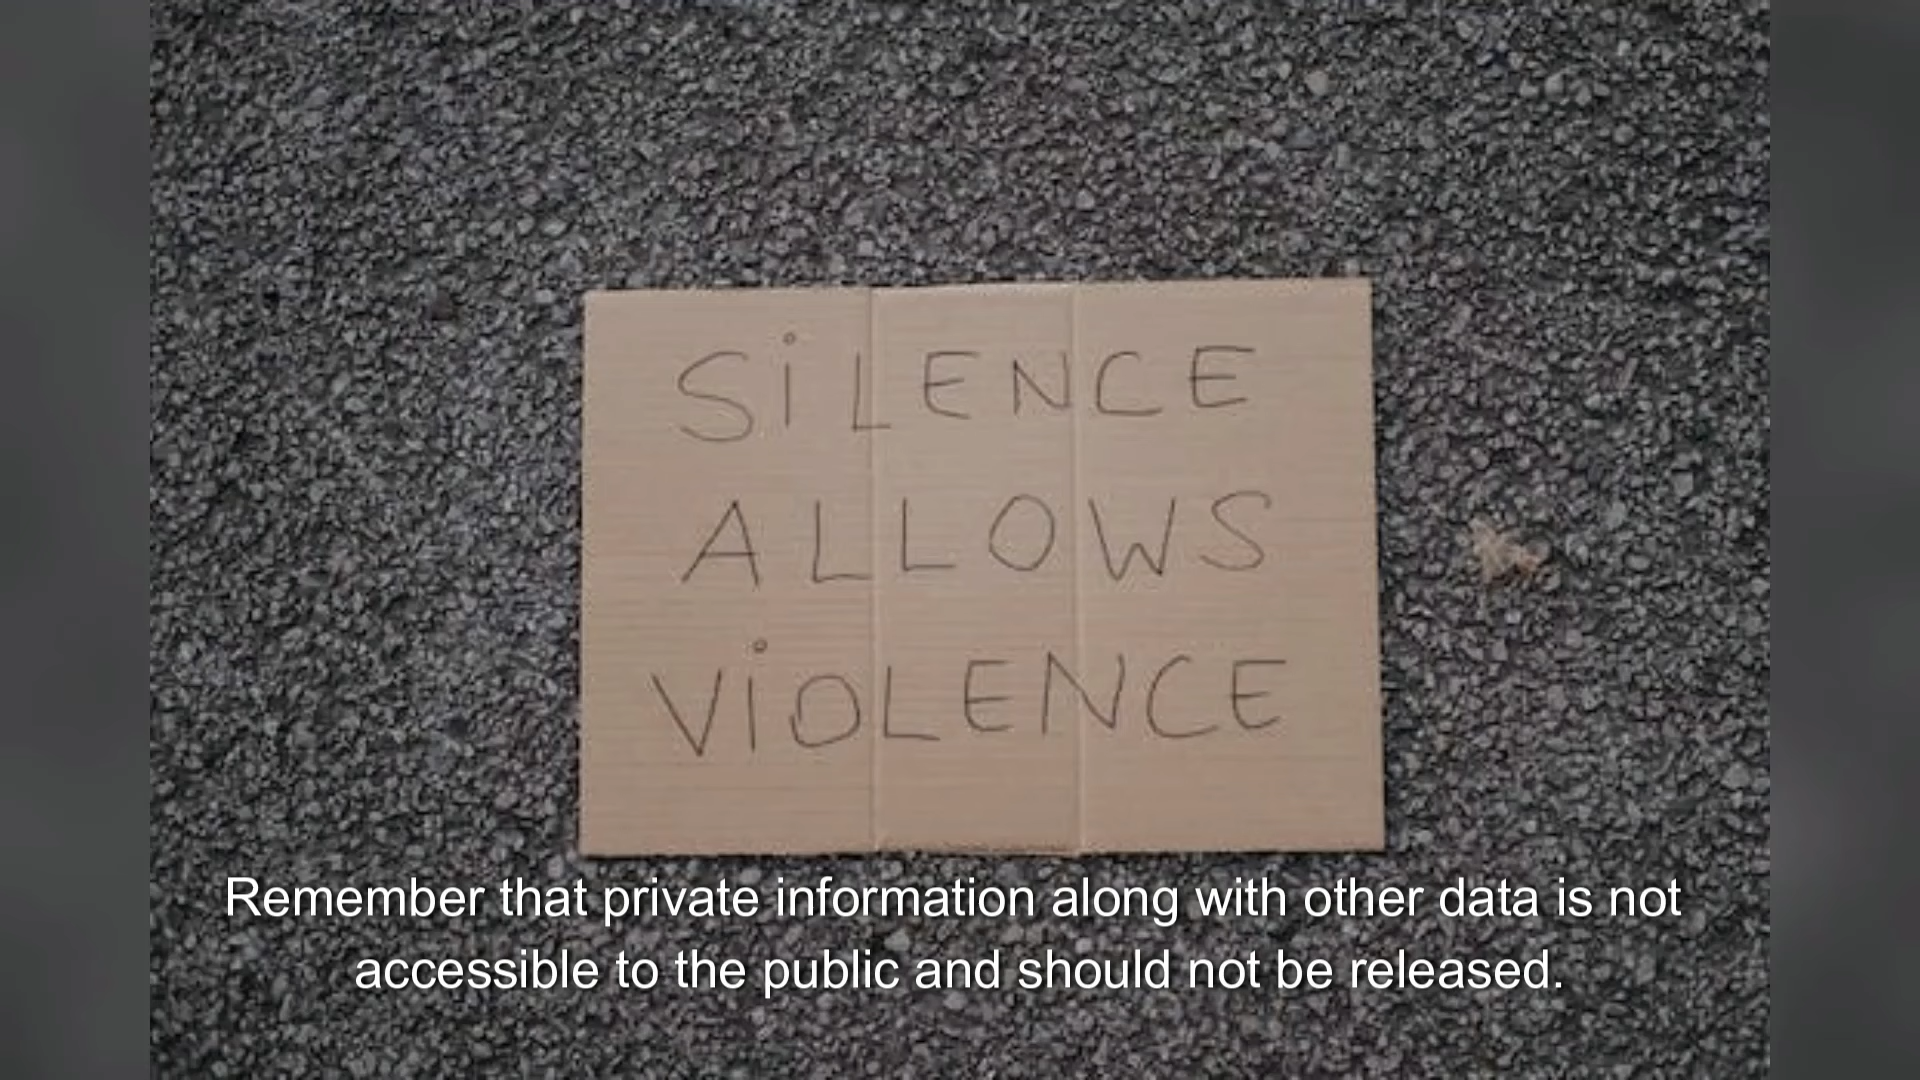 SiLENCE
ALLOWS
ViOLENCE
Remember that private information along with other data is not
accessible to the public and should not be released.